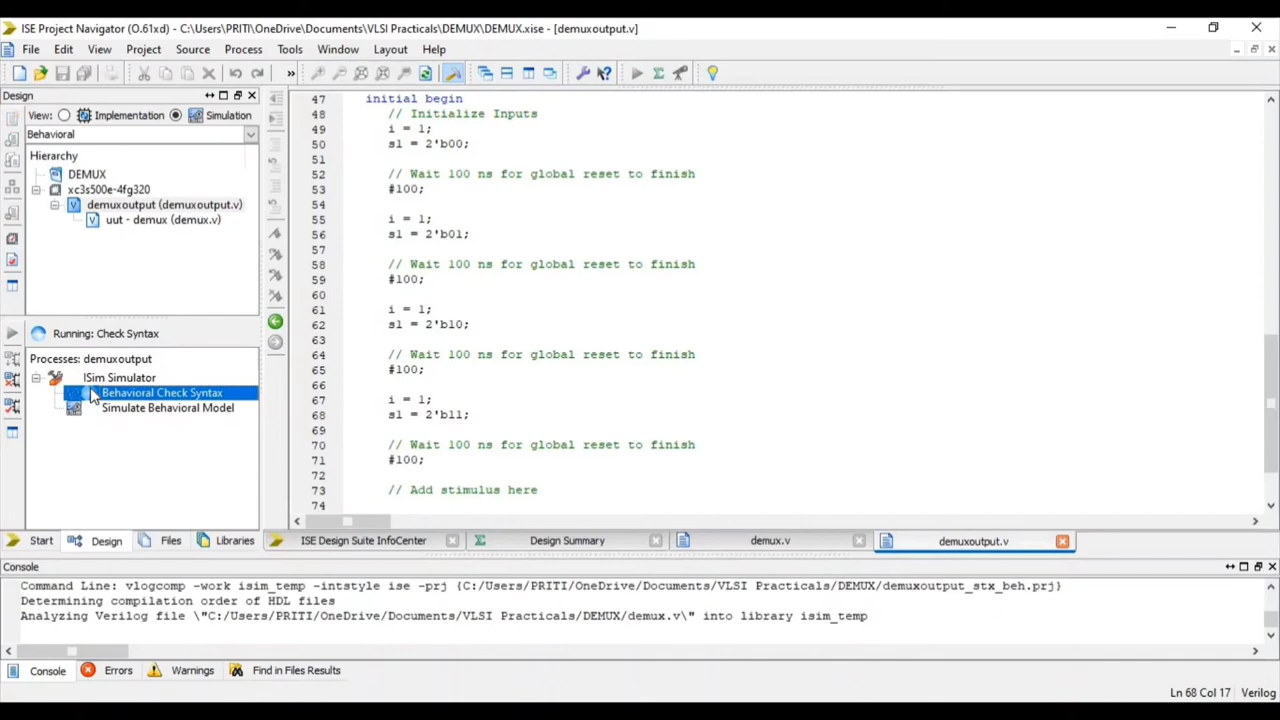 ISE Project Navigator (O.61xd) - C:\Users\PRITI\OneDrive\Documents\VLSI Practicals\DEMUX\DEMUX.xise - [demuxoutput.v]
File Edit View Project Source Process Tools Window Layout Help
Design
View: Implementation Simulation
Behavioral
Hierarchy
DEMUX
xc3s500e-4fg320
demuxoutput (demuxoutput.v)
uut - demux (demux.v)
Running: Check Syntax
Processes: demuxoutput
ISim Simulator
Behavioral Check Syntax
Simulate Behavioral Model
47 initial begin
48 // Initialize Inputs
49 i = 1;
50 s1 = 2'b00;
51
52 // Wait 100 ns for global reset to finish
53 #100;
54
55 i = 1;
56 s1 = 2'b01;
57
58 // Wait 100 ns for global reset to finish
59 #100;
60
61 i = 1;
62 s1 = 2'b10;
63
64 // Wait 100 ns for global reset to finish
65 #100;
66
67 i = 1;
68 s1 = 2'b11;
69
70 // Wait 100 ns for global reset to finish
71 #100;
72
73 // Add stimulus here
74
Start Design Files Libraries
ISE Design Suite InfoCenter Design Summary demux.v demuxoutput.v
Console
Command Line: vlogcomp -work isim_temp -intstyle ise -prj {C:/Users/PRITI/OneDrive/Documents/VLSI Practicals/DEMUX/demuxoutput_stx_beh.prj}
Determining compilation order of HDL files
Analyzing Verilog file \"C:/Users/PRITI/OneDrive/Documents/VLSI Practicals/DEMUX/demux.v\" into library isim_temp
Console Errors Warnings Find in Files Results
Ln 68 Col 17 Verilog